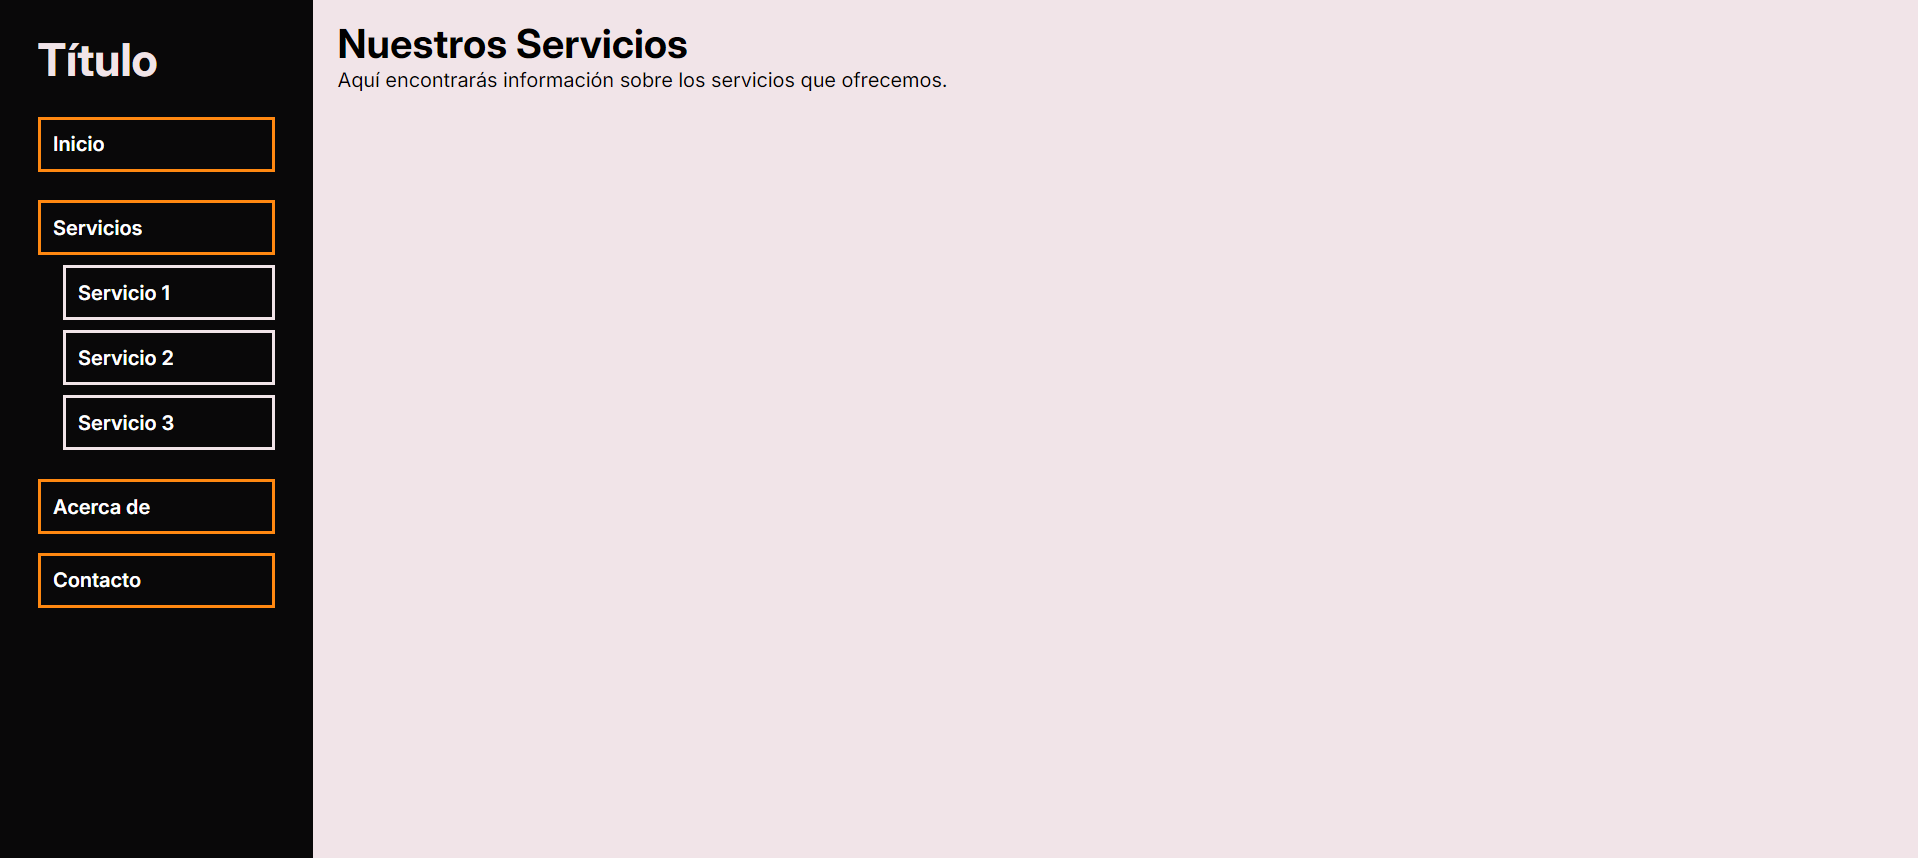 Título
Inicio
Servicios
Servicio 1
Servicio 2
Servicio 3
Acerca de
Contacto
Nuestros Servicios
Aquí encontrarás información sobre los servicios que ofrecemos.